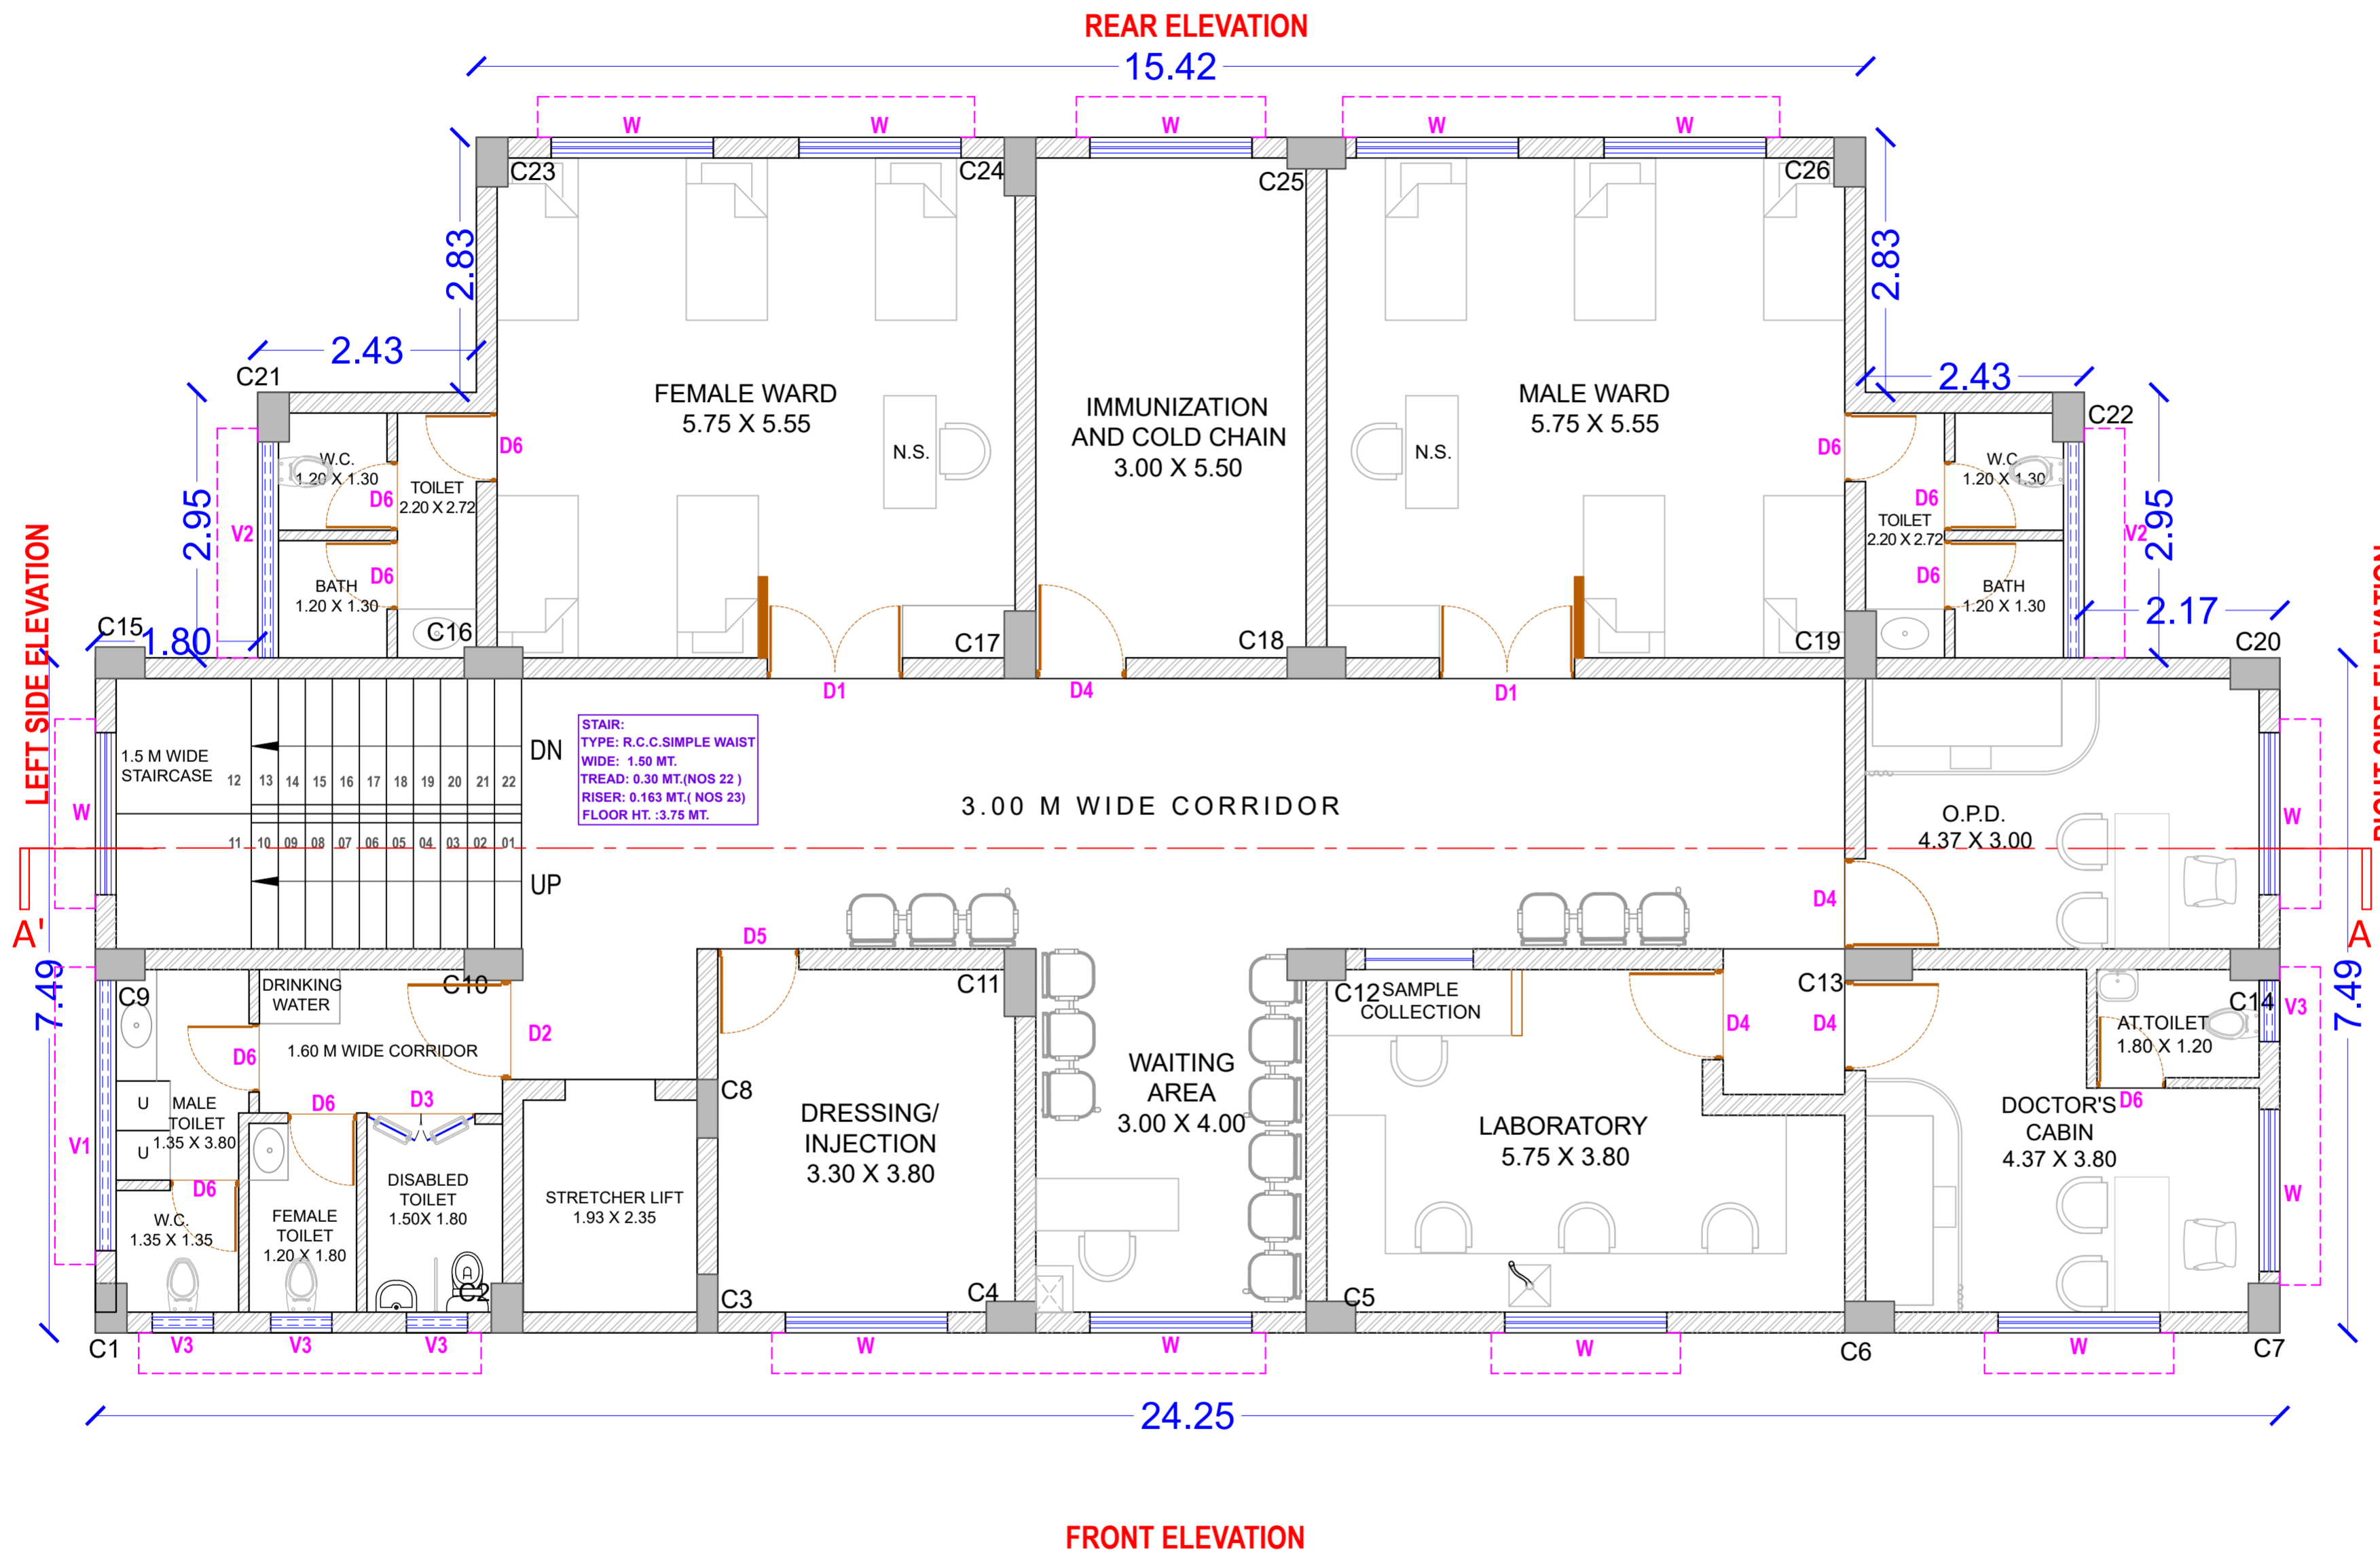 REAR ELEVATION
15.42
W
W
W
W
W
C23
C24
C25
C26
2.83
2.83
2.43
2.43
C21
C22
FEMALE WARD
5.75 X 5.55
IMMUNIZATION
AND COLD CHAIN
3.00 X 5.50
MALE WARD
5.75 X 5.55
N.S.
N.S.
D6
D6
W.C.
1.20 X 1.30
D6
TOILET
2.20 X 2.72
W.C.
1.20 X 1.30
D6
TOILET
2.20 X 2.72
2.95
V2
V2
2.95
BATH
1.20 X 1.30
D6
D6
BATH
1.20 X 1.30
LEFT SIDE ELEVATION
RIGHT SIDE ELEVATION
C15
1.80
C16
C17
C18
C19
2.17
C20
D1
D4
D1
1.5 M WIDE
STAIRCASE
12 13 14 15 16 17 18 19 20 21 22
11 10 09 08 07 06 05 04 03 02 01
DN
UP
STAIR:
TYPE: R.C.C.SIMPLE WAIST
WIDE: 1.50 MT.
TREAD: 0.30 MT.(NOS 22 )
RISER: 0.163 MT.( NOS 23)
FLOOR HT. :3.75 MT.
3.00 M WIDE CORRIDOR
O.P.D.
4.37 X 3.00
W
W
A'
A
D4
D5
7.49
7.49
C9
DRINKING
WATER
C10
C11
C12
SAMPLE
COLLECTION
C13
C14
V3
D2
D6
1.60 M WIDE CORRIDOR
D4
D4
AT.TOILET
1.80 X 1.20
D6
U
U
MALE
TOILET
1.35 X 3.80
D6
D3
C8
V1
D6
W.C.
1.35 X 1.35
FEMALE
TOILET
1.20 X 1.80
DISABLED
TOILET
1.50X 1.80
STRETCHER LIFT
1.93 X 2.35
DRESSING/
INJECTION
3.30 X 3.80
WAITING
AREA
3.00 X 4.00
LABORATORY
5.75 X 3.80
DOCTOR'S
CABIN
4.37 X 3.80
W
C1
C2
C3
C4
C5
C6
C7
V3
V3
V3
W
W
W
W
24.25
FRONT ELEVATION